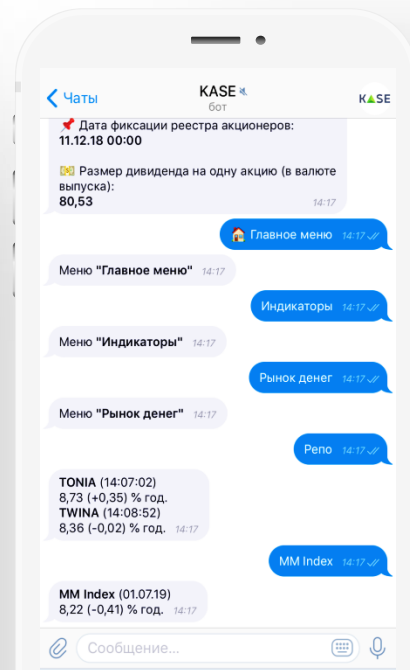 Чаты
KASE
бот
KASE
📌 Дата фиксации реестра акционеров:
11.12.18 00:00
💵 Размер дивиденда на одну акцию (в валюте
выпуска):
80,53
14:17
🏠 Главное меню 14:17
Меню "Главное меню" 14:17
Индикаторы 14:17
Меню "Индикаторы" 14:17
Рынок денег 14:17
Меню "Рынок денег" 14:17
Репо 14:17
TONIA (14:07:02)
8,73 (+0,35) % год.
TWINA (14:08:52)
8,36 (-0,02) % год. 14:17
MM Index 14:17
MM Index (01.07.19)
8,22 (-0,41) % год. 14:17
Сообщение...